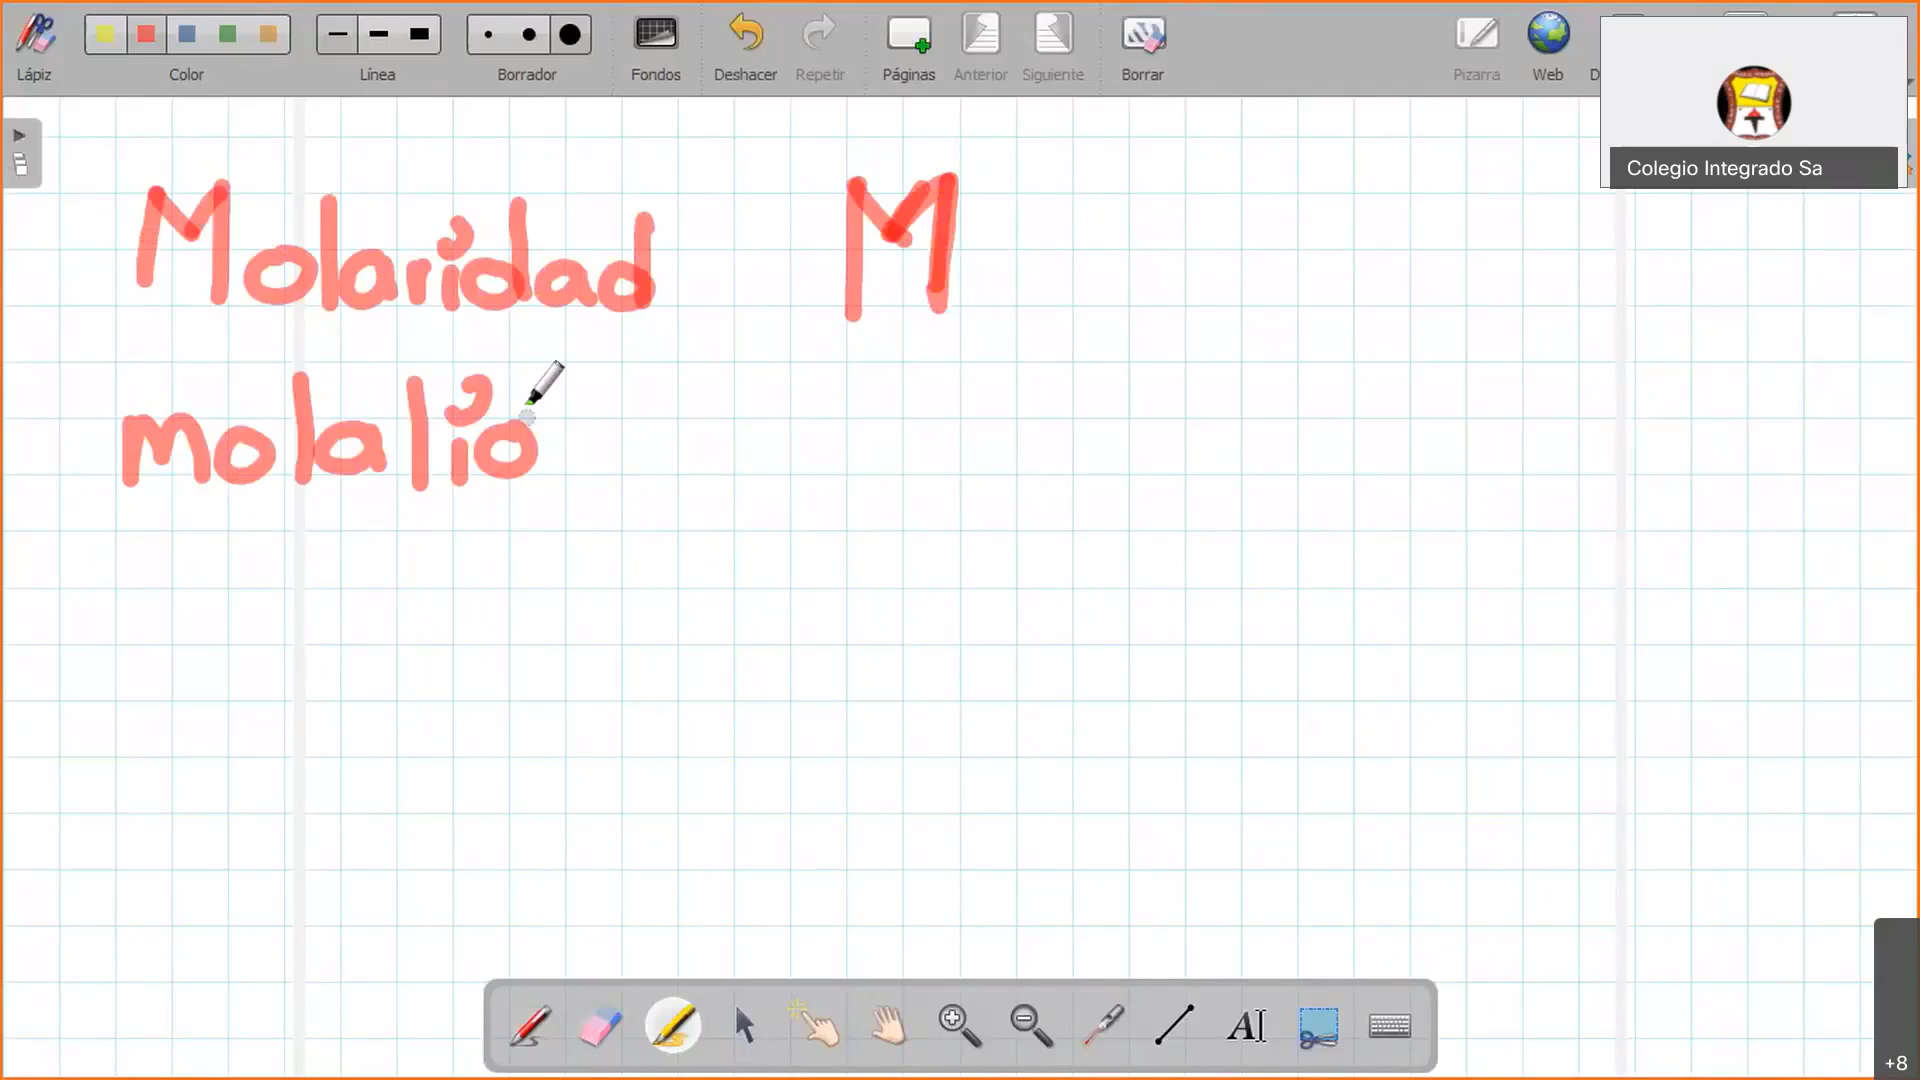 Lápiz
Color
Línea
Borrador
Fondos
Deshacer
Repetir
Páginas
Anterior
Siguiente
Borrar
Pizarra
Web
D
Colegio Integrado Sa
Molaridad M
molalio
+8